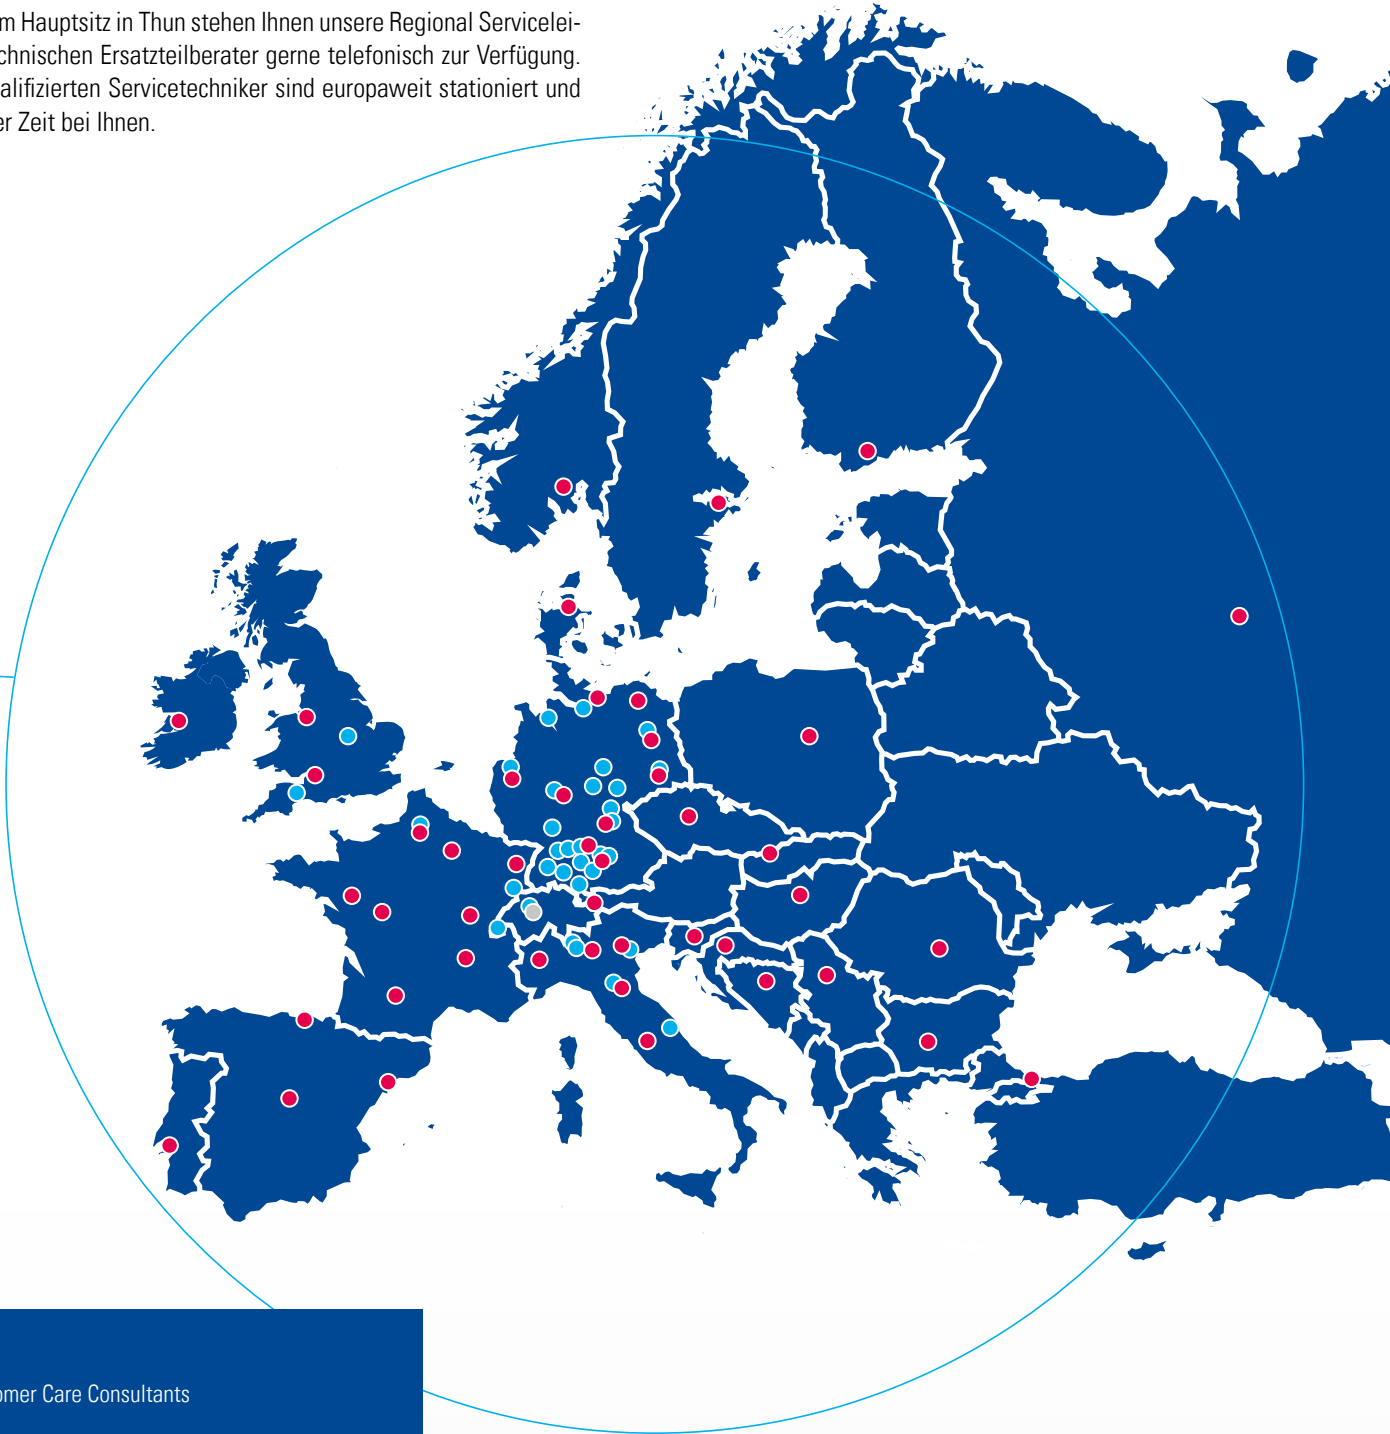 m Hauptsitz in Thun stehen Ihnen unsere Regional Servicelei-
chnischen Ersatzteilberater gerne telefonisch zur Verfügung.
alifizierten Servicetechniker sind europaweit stationiert und
er Zeit bei Ihnen.
omer Care Consultants